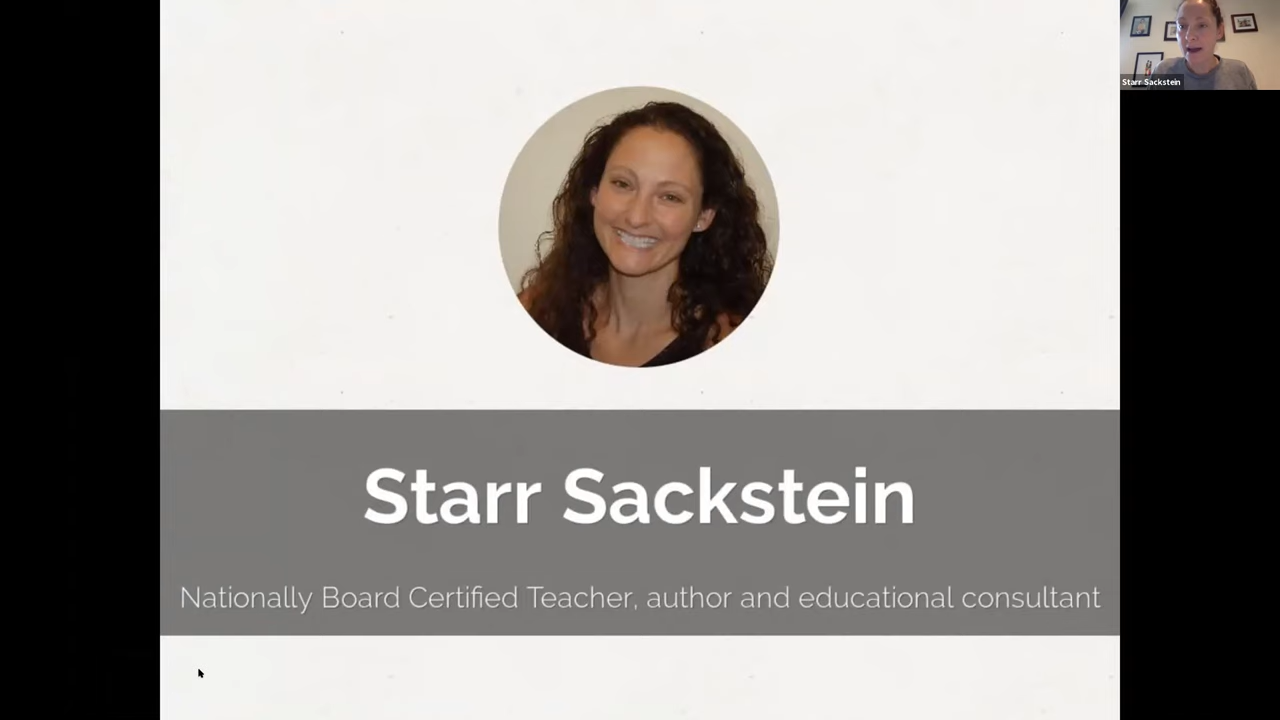 Starr Sackstein
Starr Sackstein
Nationally Board Certified Teacher, author and educational consultant